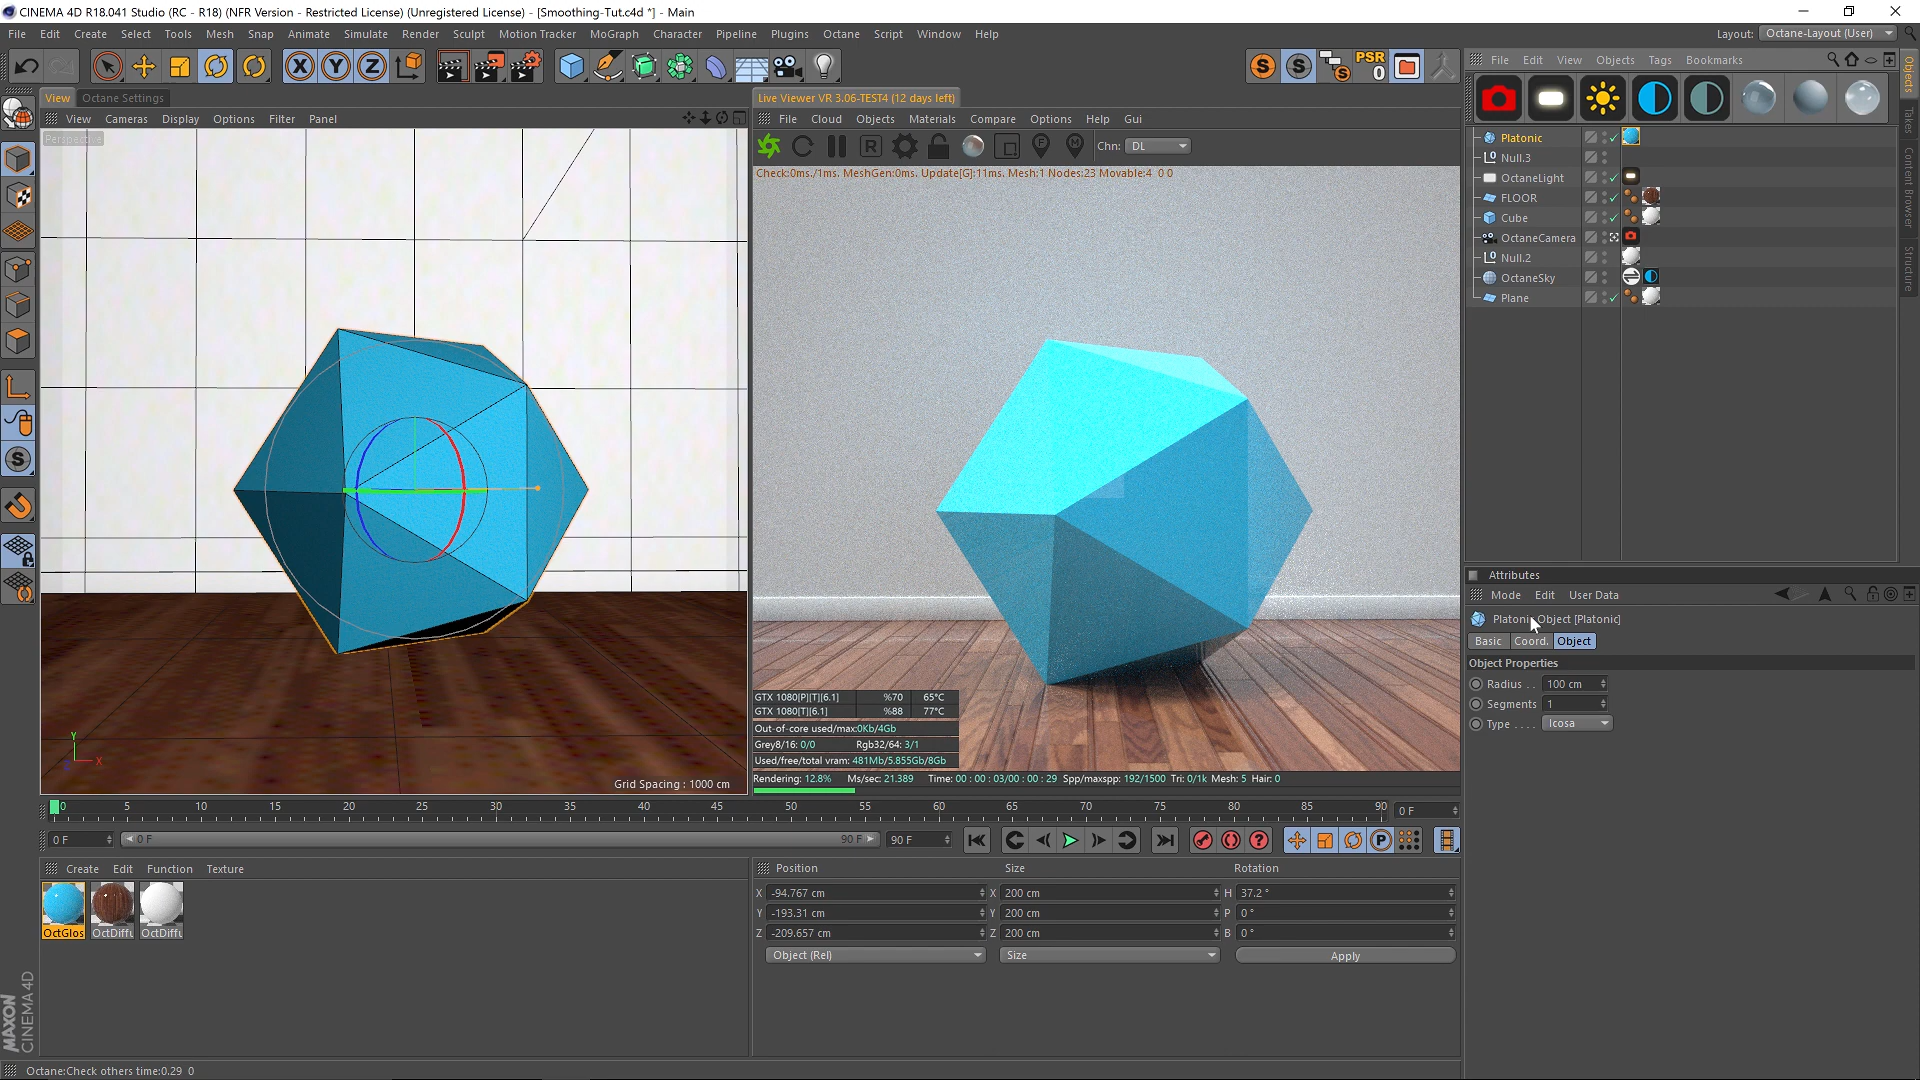 CINEMA 4D R18.041 Studio (RC - R18) (NFR Version - Restricted License) (Unregistered License) - [Smoothing-Tut.c4d *] - Main
File Edit Create Select Tools Mesh Snap Animate Simulate Render Sculpt Motion Tracker MoGraph Character Pipeline Plugins Octane Script Window Help
Layout: Octane-Layout (User)
PSR
0
File Edit View Objects Tags Bookmarks
View Octane Settings
Live Viewer VR 3.06-TEST4 (12 days left)
View Cameras Display Options Filter Panel
File Cloud Objects Materials Compare Options Help Gui
Perspective
Chn: DL
Check:0ms./1ms. MeshGen:0ms. Update[G]:11ms. Mesh:1 Nodes:23 Movable:4 0 0
Platonic
Null.3
OctaneLight
FLOOR
Cube
OctaneCamera
Null.2
OctaneSky
Plane
Objects
Takes
Content Browser
Structure
Attributes
Mode Edit User Data
Platonic Object [Platonic]
Basic Coord. Object
Object Properties
Radius . . 100 cm
Segments 1
Type . . . . Icosa
GTX 1080[P][T][6.1] %70 65°C
GTX 1080[T][6.1] %88 77°C
Out-of-core used/max:0Kb/4Gb
Grey8/16: 0/0 Rgb32/64: 3/1
Used/free/total vram: 481Mb/5.855Gb/8Gb
Rendering: 12.8% Ms/sec: 21.389 Time: 00 : 00 : 03/00 : 00 : 29 Spp/maxspp: 192/1500 Tri: 0/1k Mesh: 5 Hair: 0
Y
X
Grid Spacing : 1000 cm
0 5 10 15 20 25 30 35 40 45 50 55 60 65 70 75 80 85 90 0 F
0 F 0 F 90 F 90 F
Create Edit Function Texture
OctGlos OctDiffu OctDiffu
Position Size Rotation
X -94.767 cm X 200 cm H 37.2 °
Y -193.31 cm Y 200 cm P 0 °
Z -209.657 cm Z 200 cm B 0 °
Object (Rel) Size Apply
MAXON
CINEMA 4D
Octane:Check others time:0.29 0